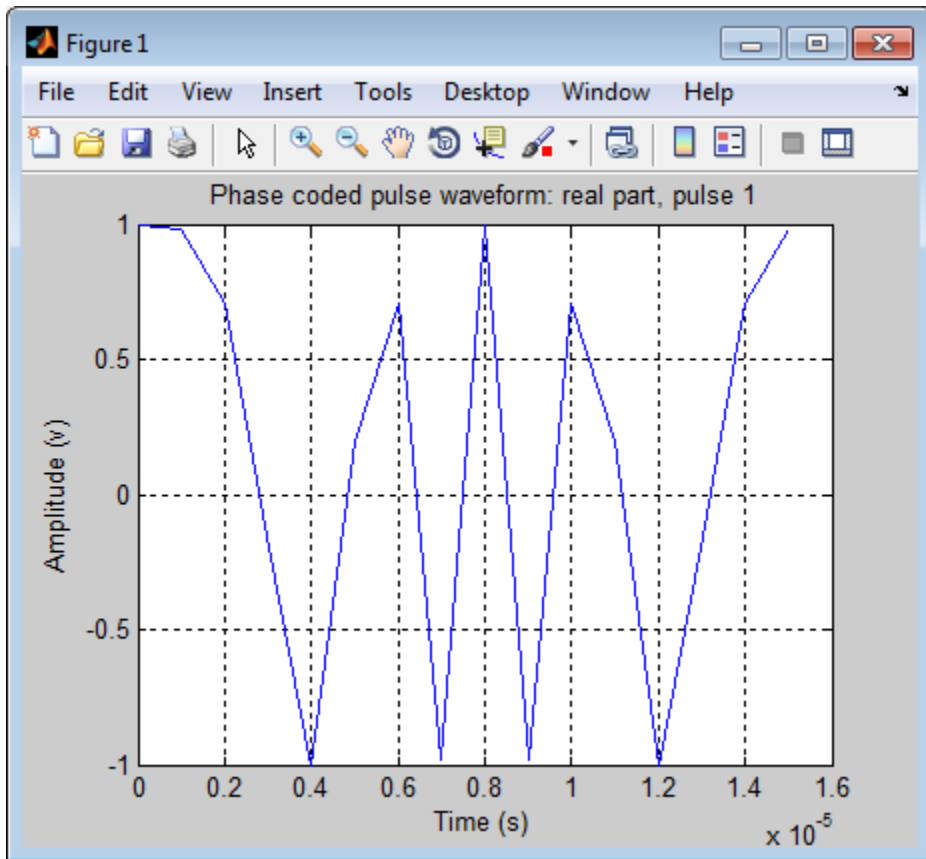 Figure 1
File Edit View Insert Tools Desktop Window Help
Phase coded pulse waveform: real part, pulse 1
1
0.5
0
-0.5
-1
Amplitude (v)
0 0.2 0.4 0.6 0.8 1 1.2 1.4 1.6
Time (s)
x 10-5